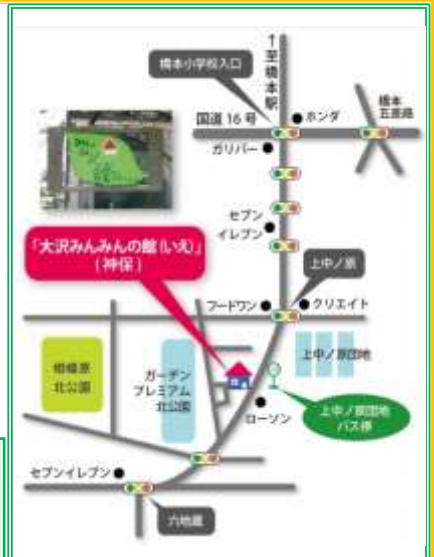 ↑至橋本駅
橋本小学校入口
国道16号
ホンダ
橋本
五差路
ガリバー
セブン
イレブン
「大沢みんみんの館(いえ)」
(神保)
上中ノ原
フードワン
クリエイト
上中ノ原団地
相模原
北公園
ガーデン
プレミアム
北公園
ローソン
上中ノ原団地
バス停
セブンイレブン
六地蔵